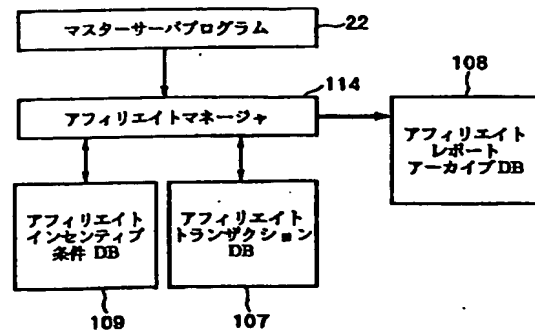 マスターサーバプログラム
22
114
アフィリエイトマネージャ
108
アフィリエイト
レポート
アーカイブDB
アフィリエイト
インセンティブ
条件 DB
アフィリエイト
トランザクション
DB
109
107